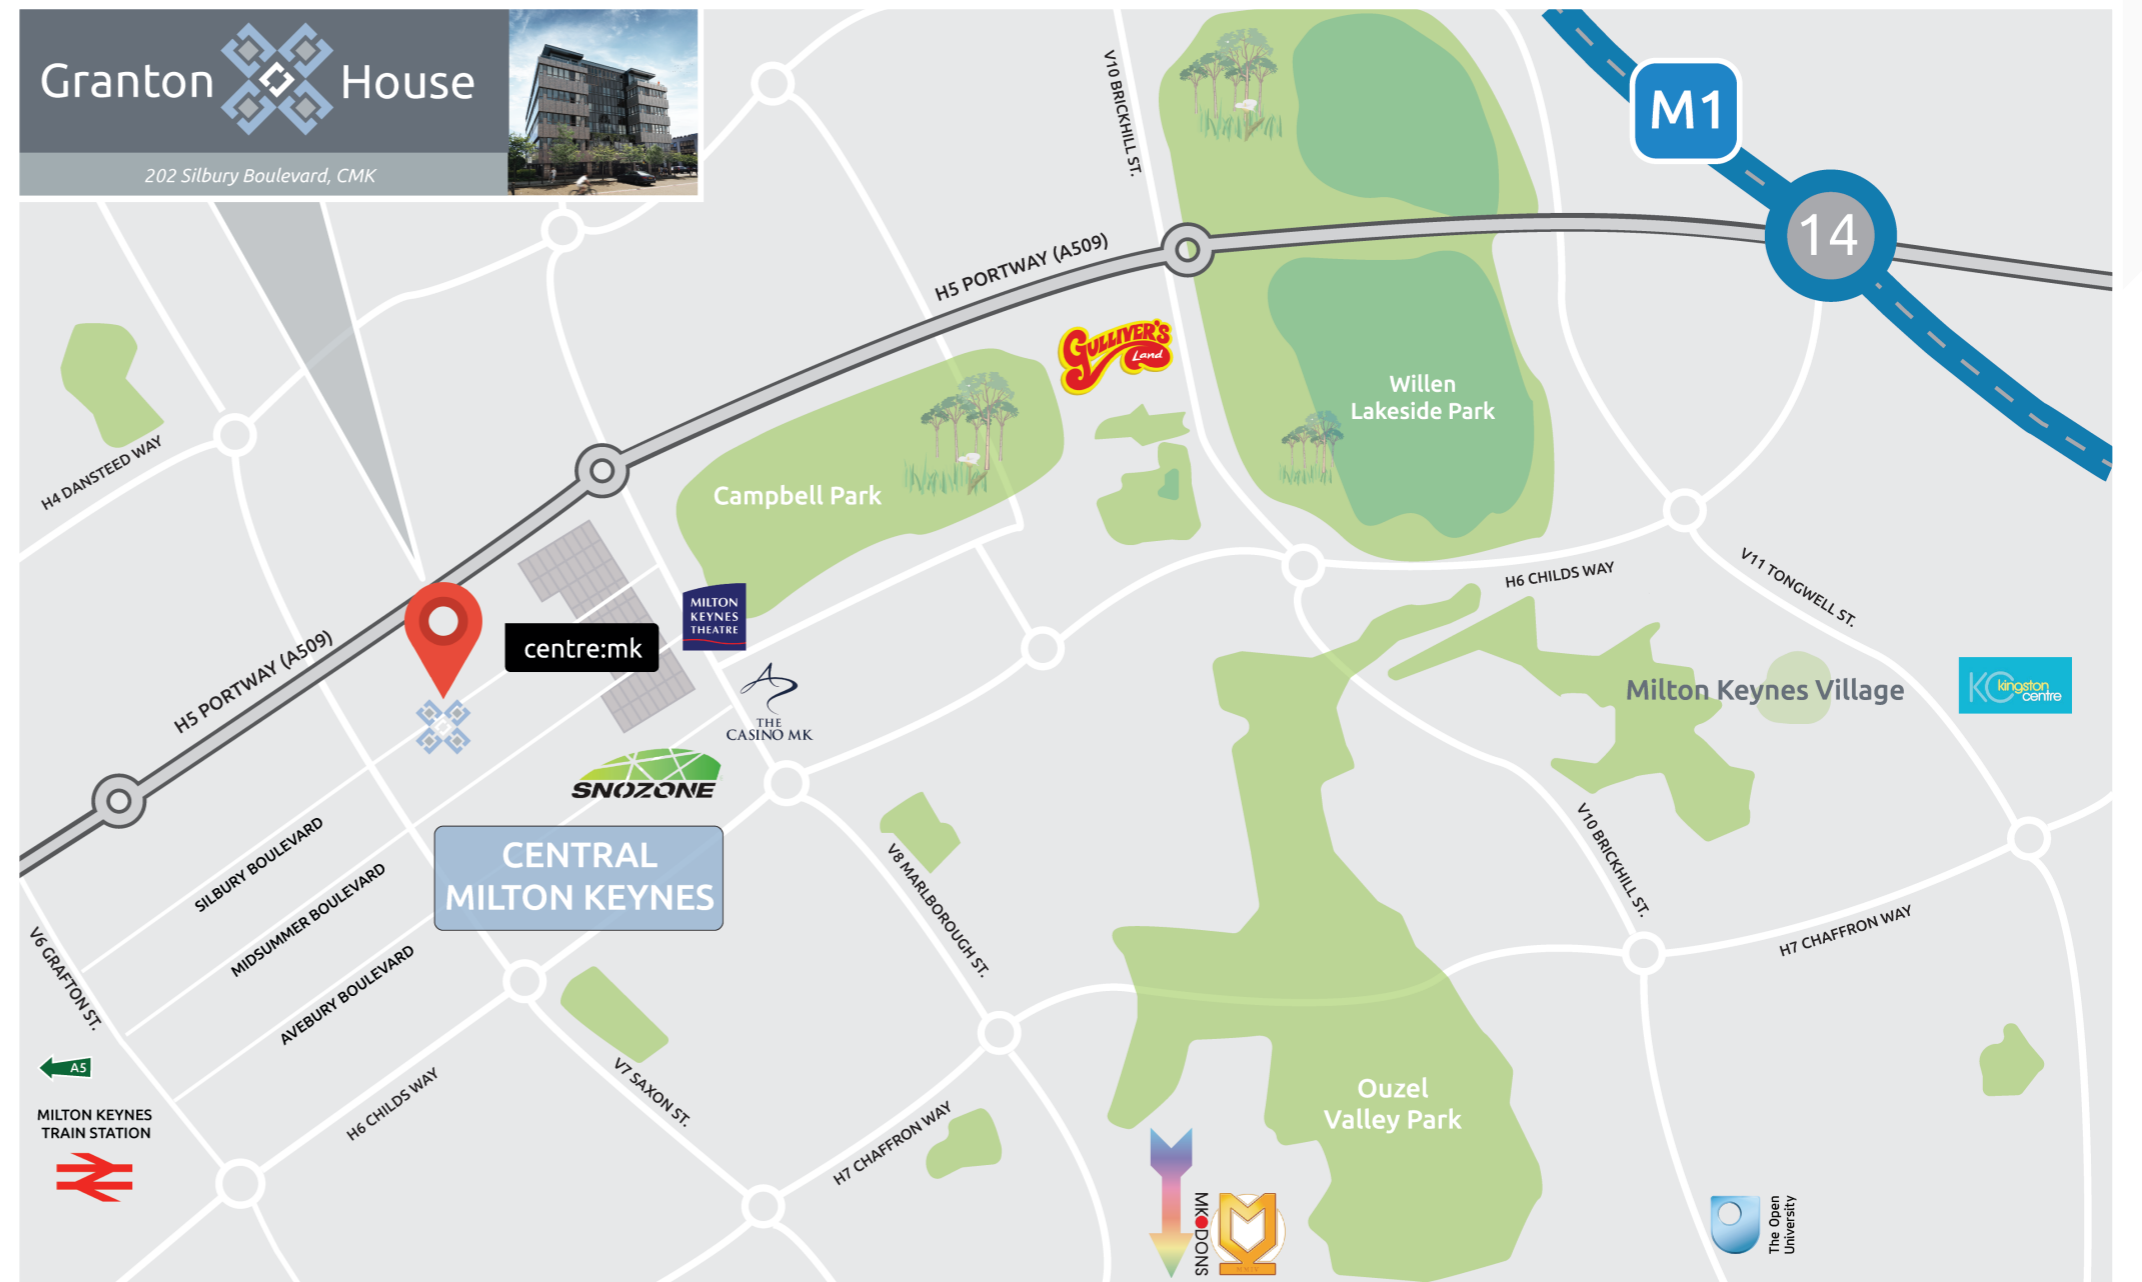 Granton House
202 Silbury Boulevard, CMK
V10 BRICKHILL ST.
M1
14
H5 PORTWAY (A509)
GULLIVER'S
Land
Willen
Lakeside Park
H4 DANSTEED WAY
Campbell Park
H6 CHILDS WAY
V11 TONGWELL ST.
MILTON
KEYNES
THEATRE
centre:mk
H5 PORTWAY (A509)
THE
CASINO MK
Milton Keynes Village
KC kingston
centre
SNOZONE
CENTRAL
MILTON KEYNES
SILBURY BOULEVARD
MIDSUMMER BOULEVARD
AVEBURY BOULEVARD
V8 MARLBOROUGH ST.
V10 BRICKHILL ST.
H7 CHAFFRON WAY
V6 GRAFTON ST.
A5
MILTON KEYNES
TRAIN STATION
H6 CHILDS WAY
V7 SAXON ST.
H7 CHAFFRON WAY
Ouzel
Valley Park
MK DONS
The Open
University